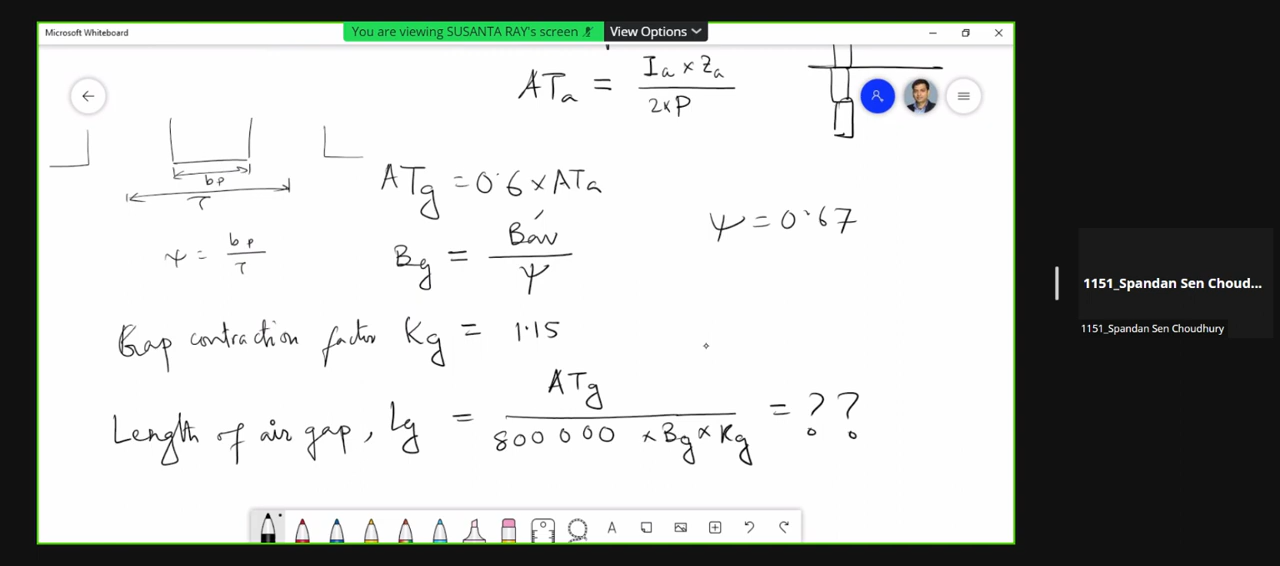 Microsoft Whiteboard
You are viewing SUSANTA RAY's screen
View Options
ATa = Ia × Za / 2×P
bp
τ
ATg = 0.6 × ATa
ψ = 0.67
ψ = bp / τ
Bg = Bav / ψ
Gap contraction factor Kg = 1.15
Length of air gap, Lg = ATg / 800 000 × Bg × Kg = ??
A
1151_Spandan Sen Choud...
1151_Spandan Sen Choudhury